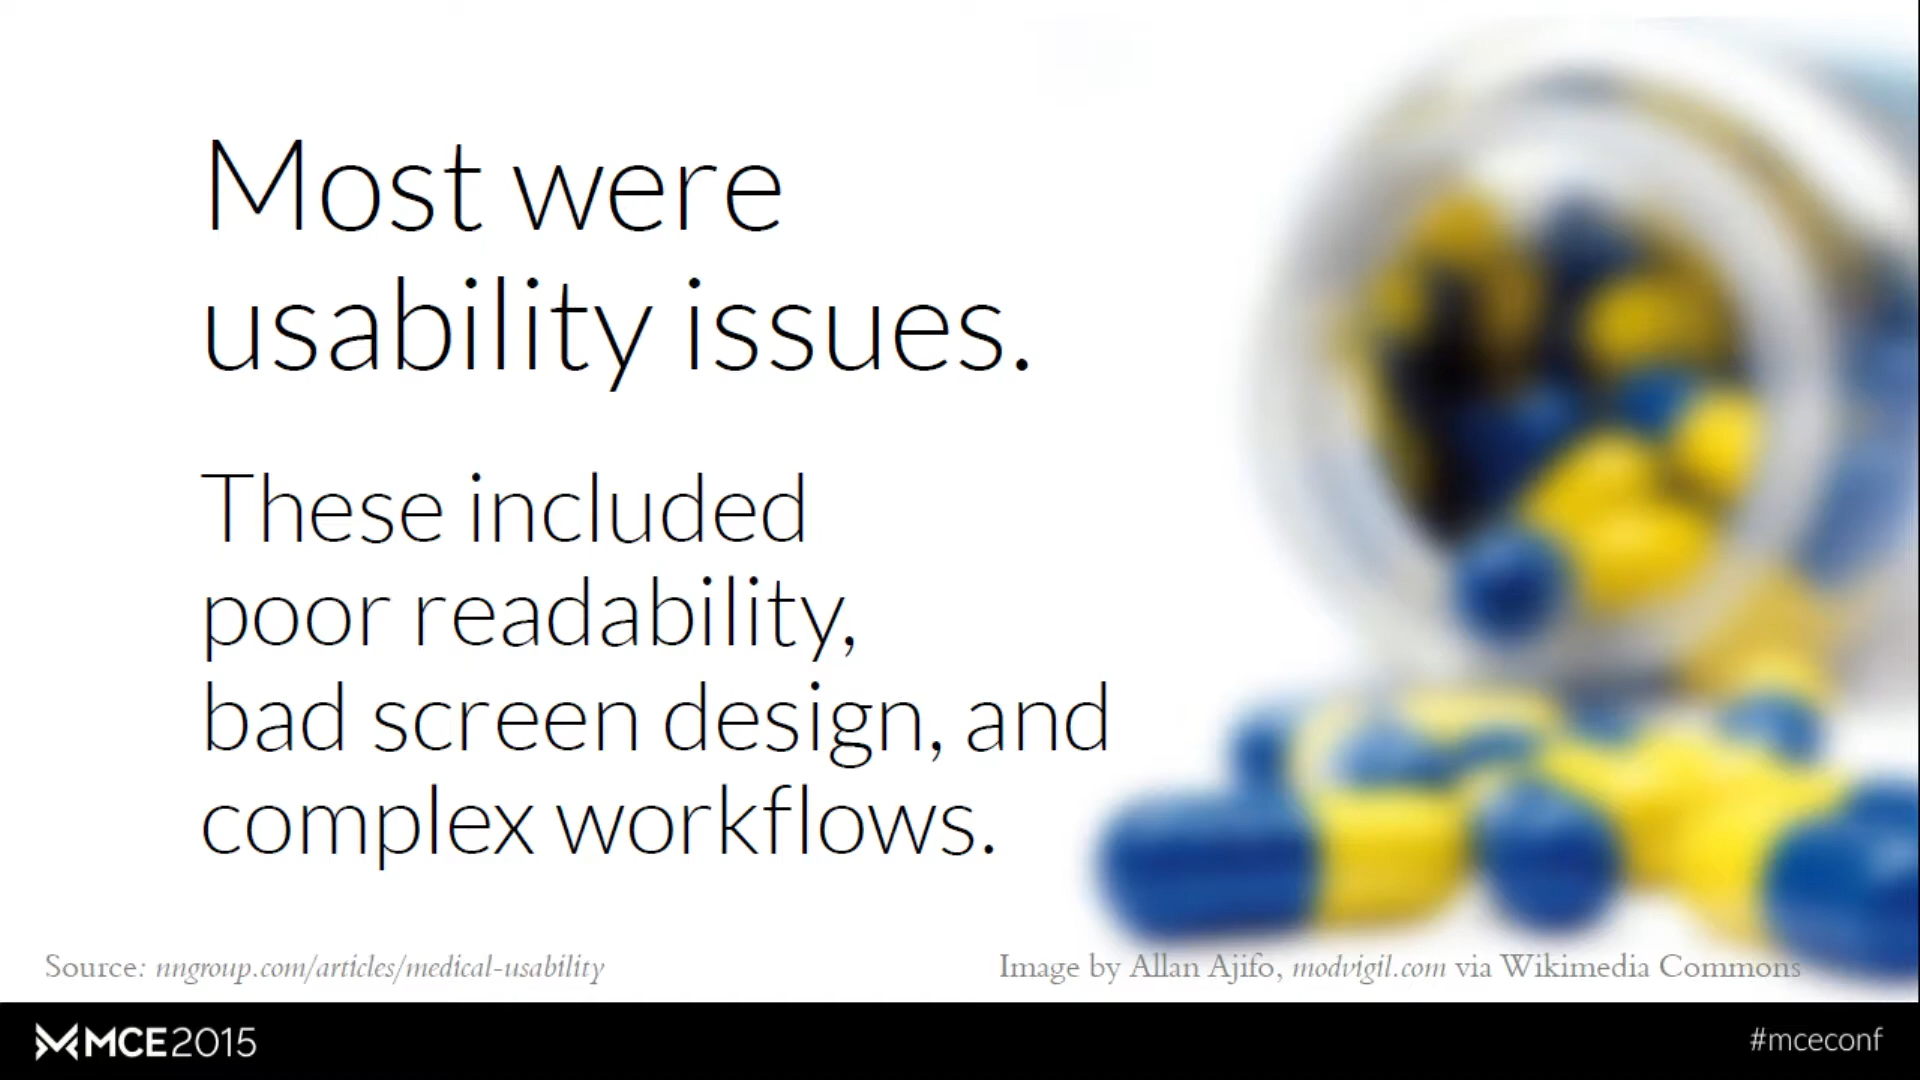 Most were
usability issues.
These included
poor readability,
bad screen design, and
complex workflows.
Source: nngroup.com/articles/medical-usability
Image by Allan Ajifo, modvigil.com via Wikimedia Commons
MCE2015
#mceconf